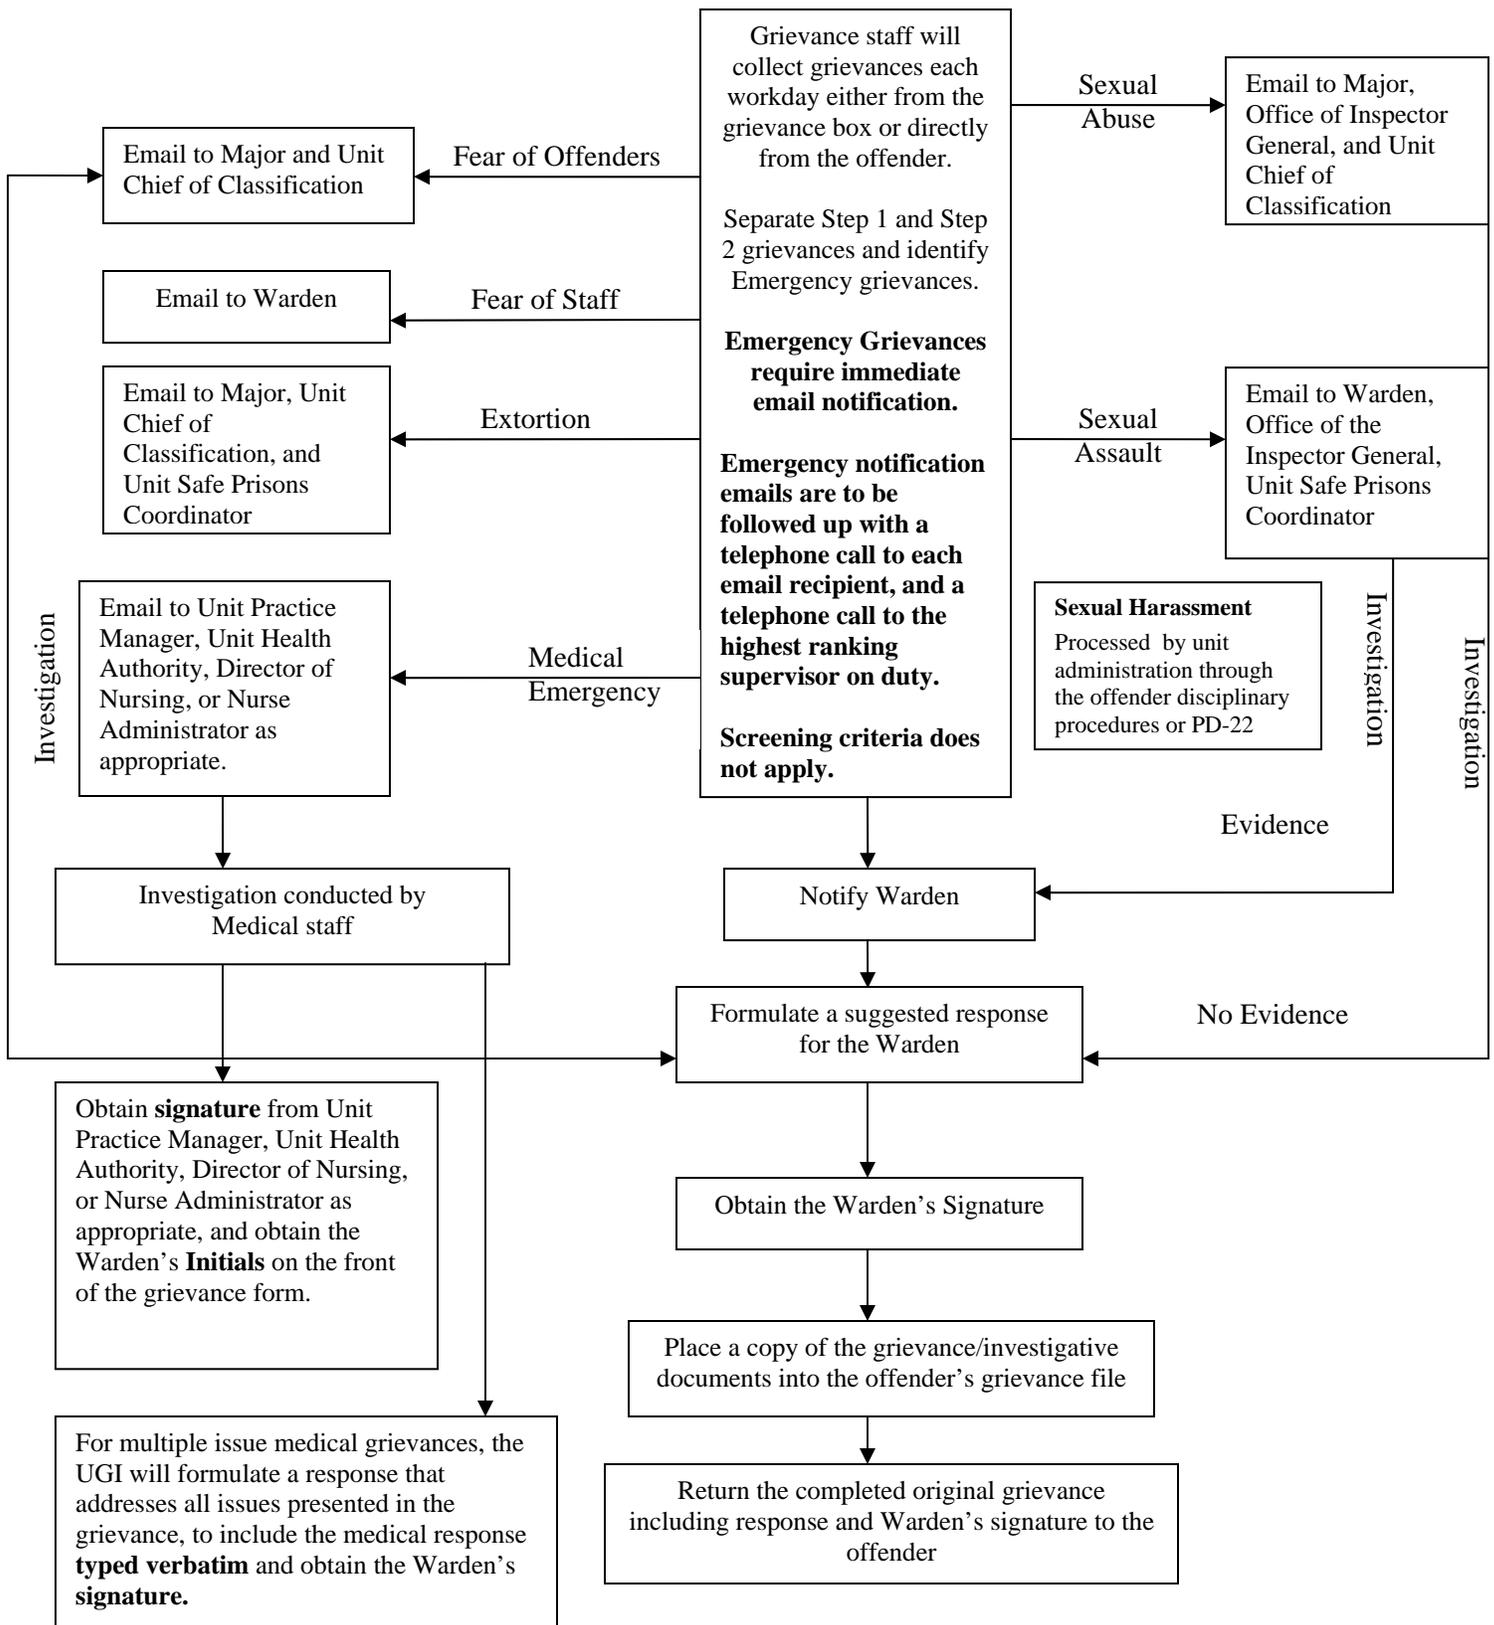 Grievance staff will
collect grievances each
workday either from the
grievance box or directly
from the offender.
Separate Step 1 and Step
2 grievances and identify
Emergency grievances.
Emergency Grievances
require immediate
email notification.
Emergency notification
emails are to be
followed up with a
telephone call to each
email recipient, and a
telephone call to the
highest ranking
supervisor on duty.
Screening criteria does
not apply.
Sexual
Abuse
Email to Major,
Office of Inspector
General, and Unit
Chief of
Classification
Fear of Offenders
Email to Major and Unit
Chief of Classification
Fear of Staff
Email to Warden
Extortion
Email to Major, Unit
Chief of
Classification, and
Unit Safe Prisons
Coordinator
Sexual
Assault
Email to Warden,
Office of the
Inspector General,
Unit Safe Prisons
Coordinator
Medical
Emergency
Email to Unit Practice
Manager, Unit Health
Authority, Director of
Nursing, or Nurse
Administrator as
appropriate.
Sexual Harassment
Processed by unit
administration through
the offender disciplinary
procedures or PD-22
Investigation
Investigation
Investigation
Evidence
Investigation conducted by
Medical staff
Notify Warden
Formulate a suggested response
for the Warden
No Evidence
Obtain signature from Unit
Practice Manager, Unit Health
Authority, Director of Nursing,
or Nurse Administrator as
appropriate, and obtain the
Warden’s Initials on the front
of the grievance form.
Obtain the Warden’s Signature
Place a copy of the grievance/investigative
documents into the offender’s grievance file
For multiple issue medical grievances, the
UGI will formulate a response that
addresses all issues presented in the
grievance, to include the medical response
typed verbatim and obtain the Warden’s
signature.
Return the completed original grievance
including response and Warden’s signature to the
offender